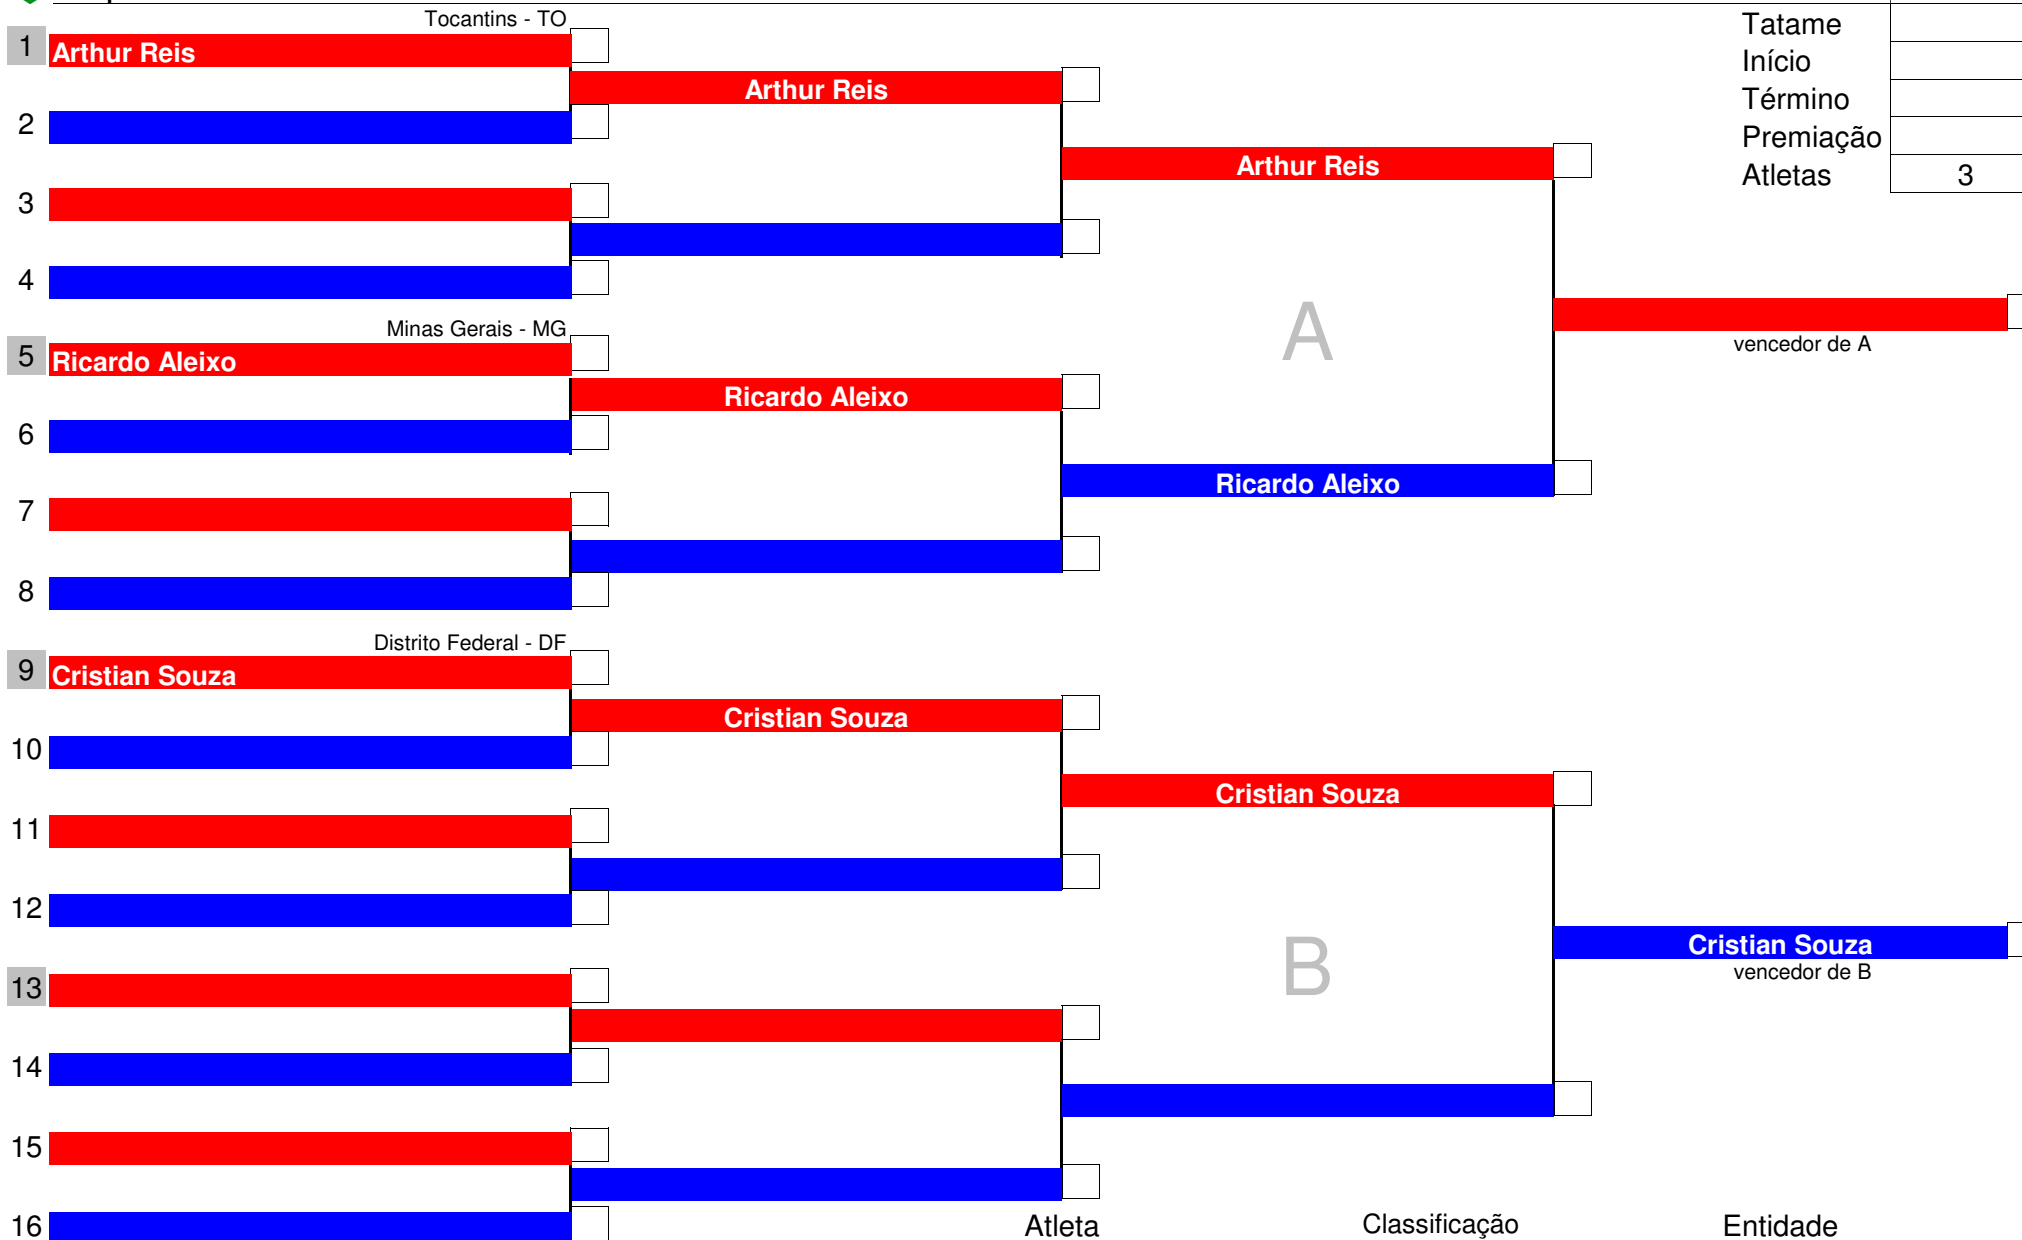 Tocantins - TO
Tatame
1 Arthur Reis
Início
Arthur Reis
Término
2
Premiação
Arthur Reis
Atletas 3
3
4
A
Minas Gerais - MG
vencedor de A
5 Ricardo Aleixo
Ricardo Aleixo
6
Ricardo Aleixo
7
8
Distrito Federal - DF
9 Cristian Souza
Cristian Souza
10
Cristian Souza
11
12
Cristian Souza
B
vencedor de B
13
14
15
16
Atleta Classificação Entidade